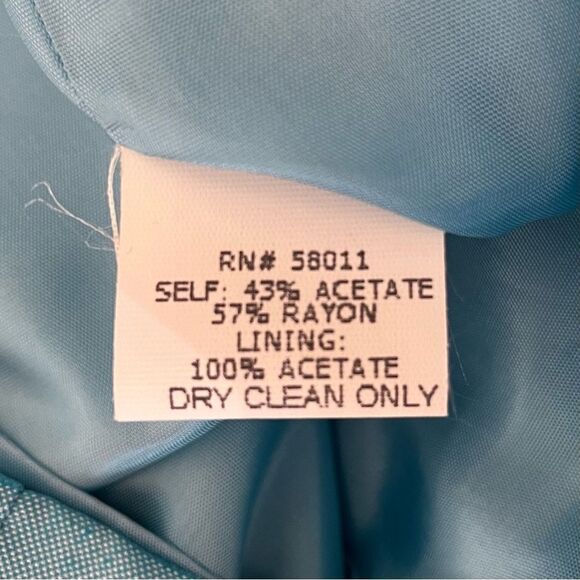 RN# 58011
SELF: 43% ACETATE
57% RAYON
LINING:
100% ACETATE
DRY CLEAN ONLY